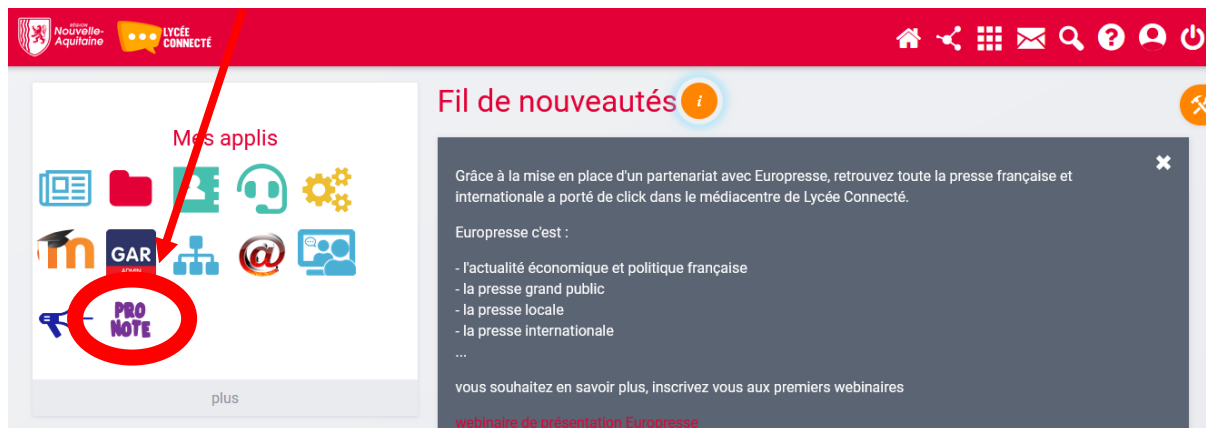 RÉGION
Nouvelle-
Aquitaine
LYCÉE
CONNECTÉ
Mes applis
GAR
ADMIN
PRO
NOTE
plus
Fil de nouveautés
i
Grâce à la mise en place d'un partenariat avec Europresse, retrouvez toute la presse française et
internationale a porté de click dans le médiacentre de Lycée Connecté.
Europresse c'est :
- l'actualité économique et politique française
- la presse grand public
- la presse locale
- la presse internationale
...
vous souhaitez en savoir plus, inscrivez vous aux premiers webinaires
webinaire de présentation Europresse